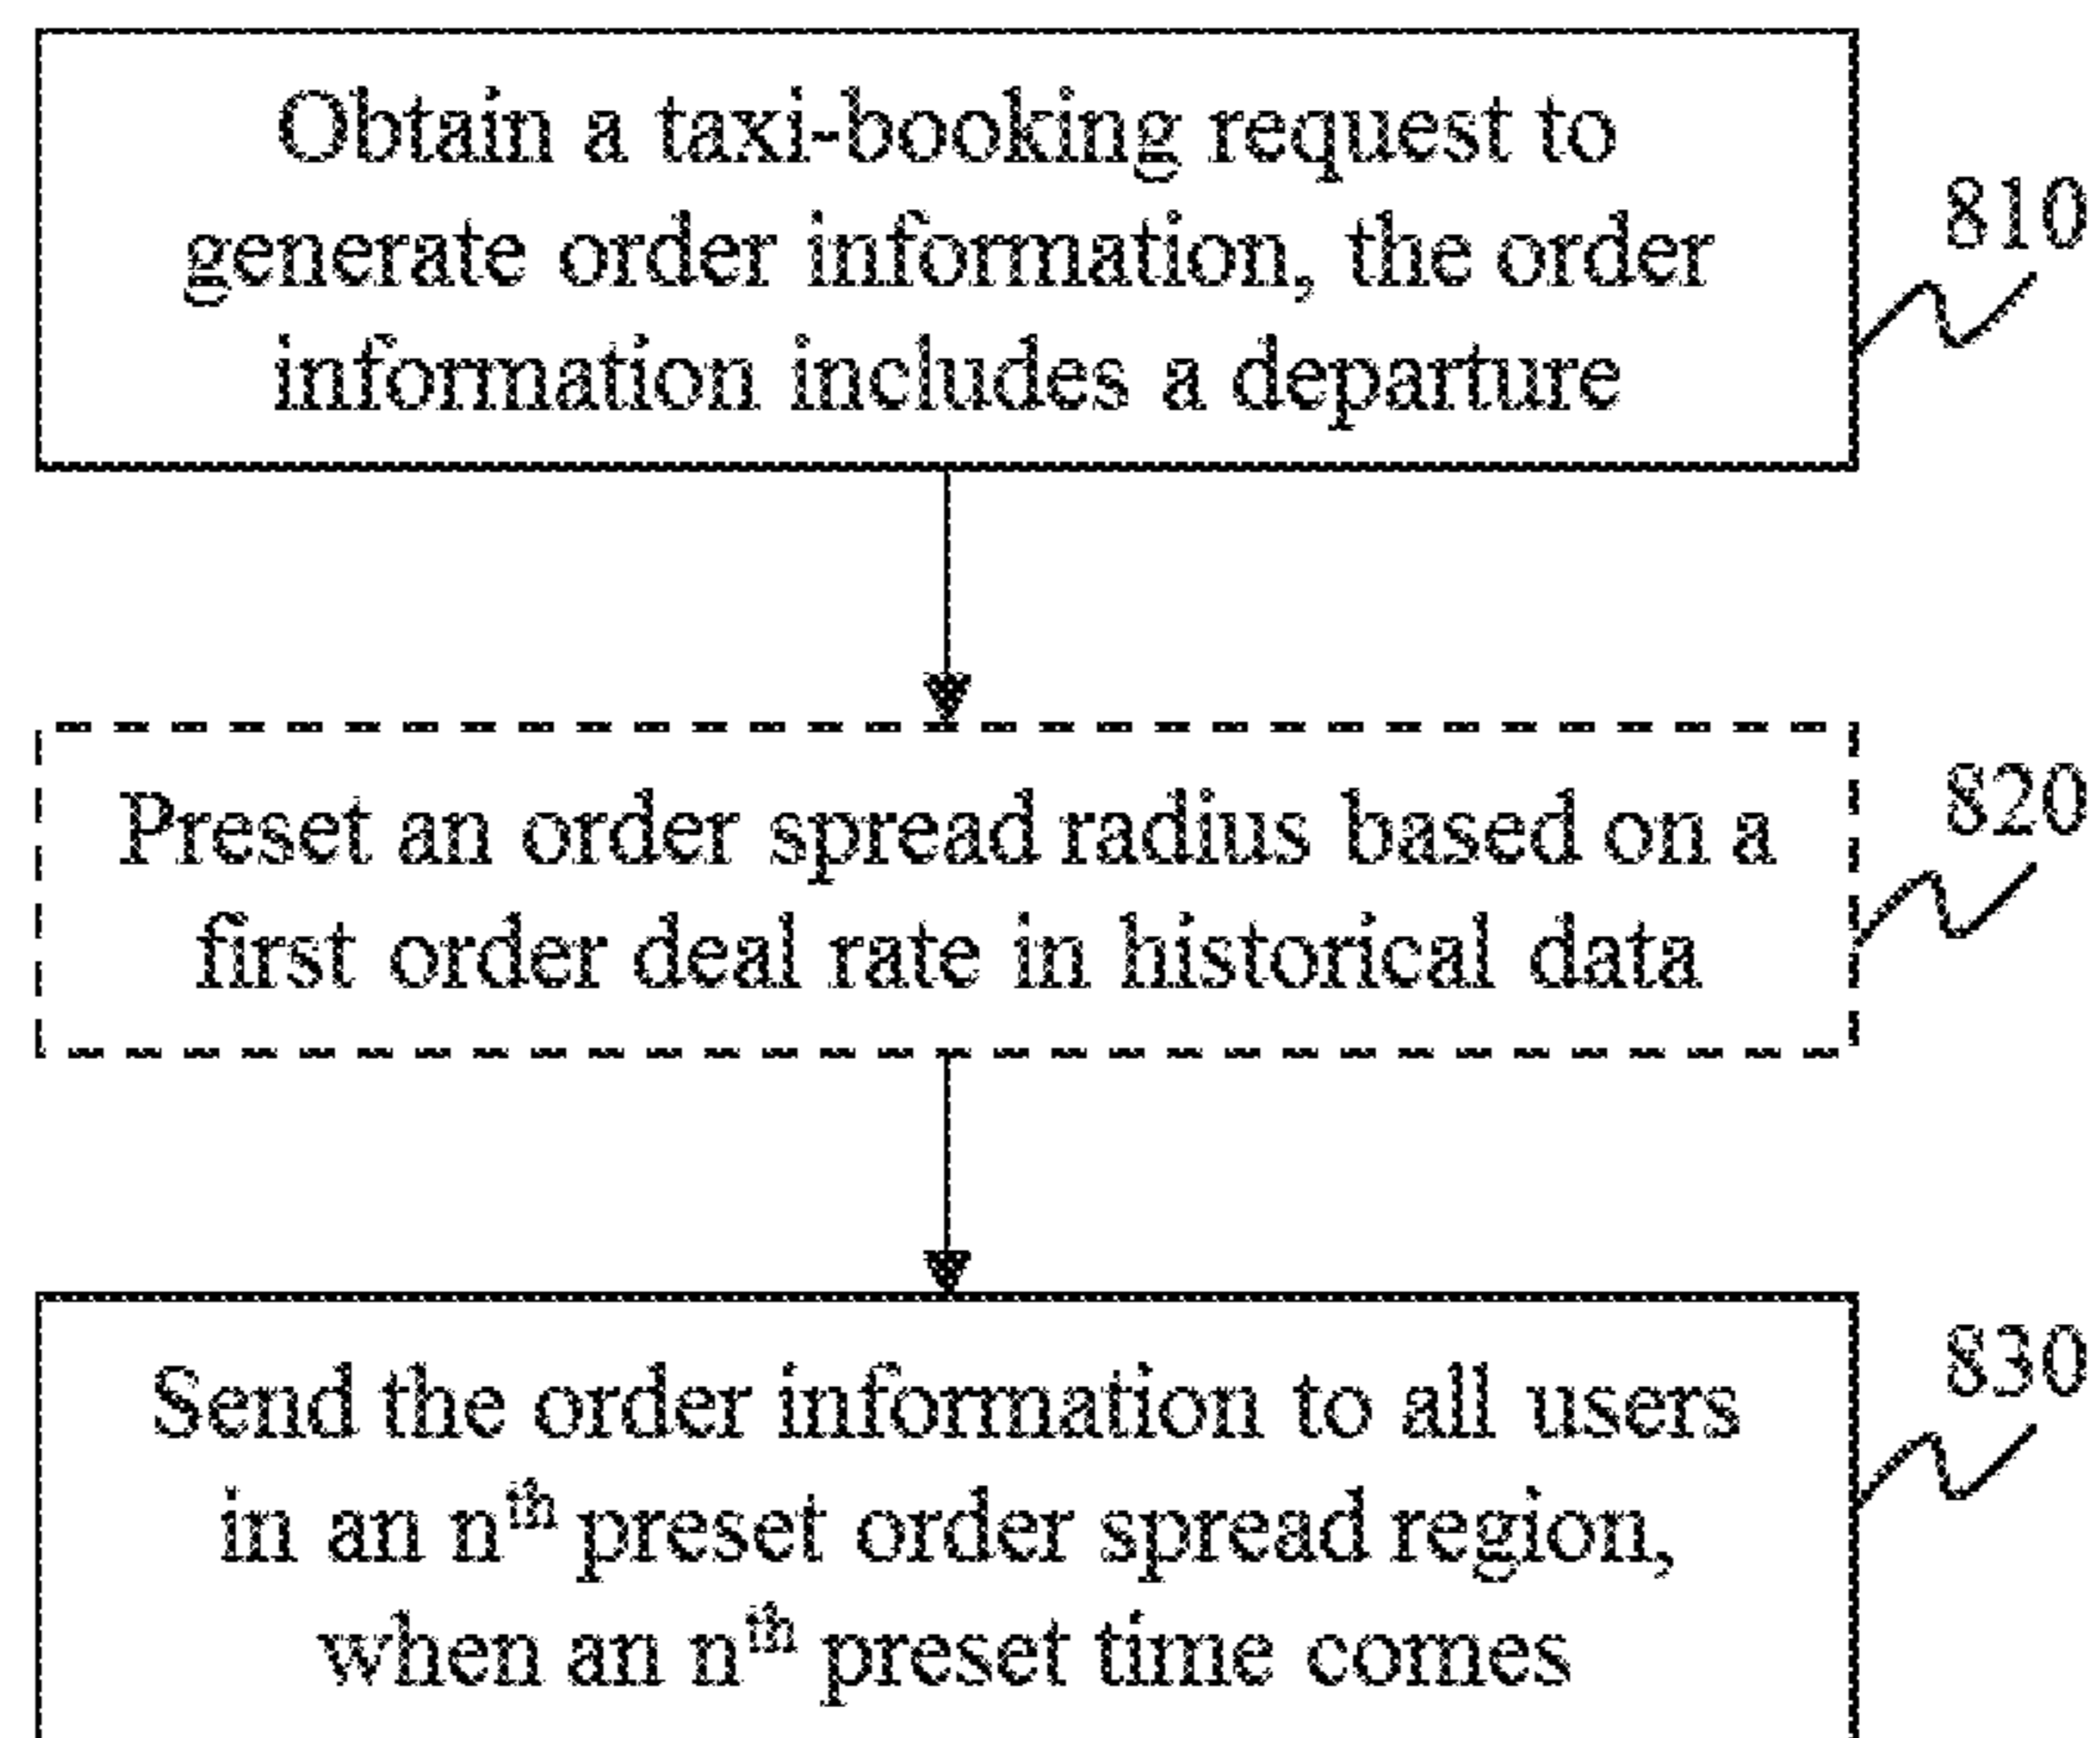 Obtain a taxi-booking request to
generate order information, the order
information includes a departure
810
Preset an order spread radius based on a
first order deal rate in historical data
820
Send the order information to all users
in an nth preset order spread region,
when an nth preset time comes
830